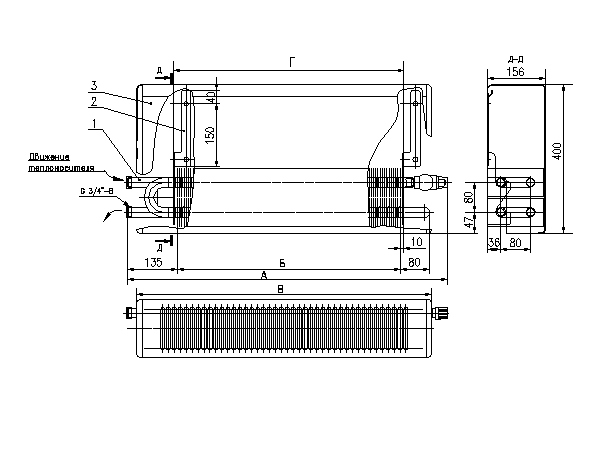 Д
Г
Д-Д
156
3
2
1
40
150
400
Движение
теплоносителя
G 3/4"-В
80
47
Д
10
36
80
135
Б
80
А
В